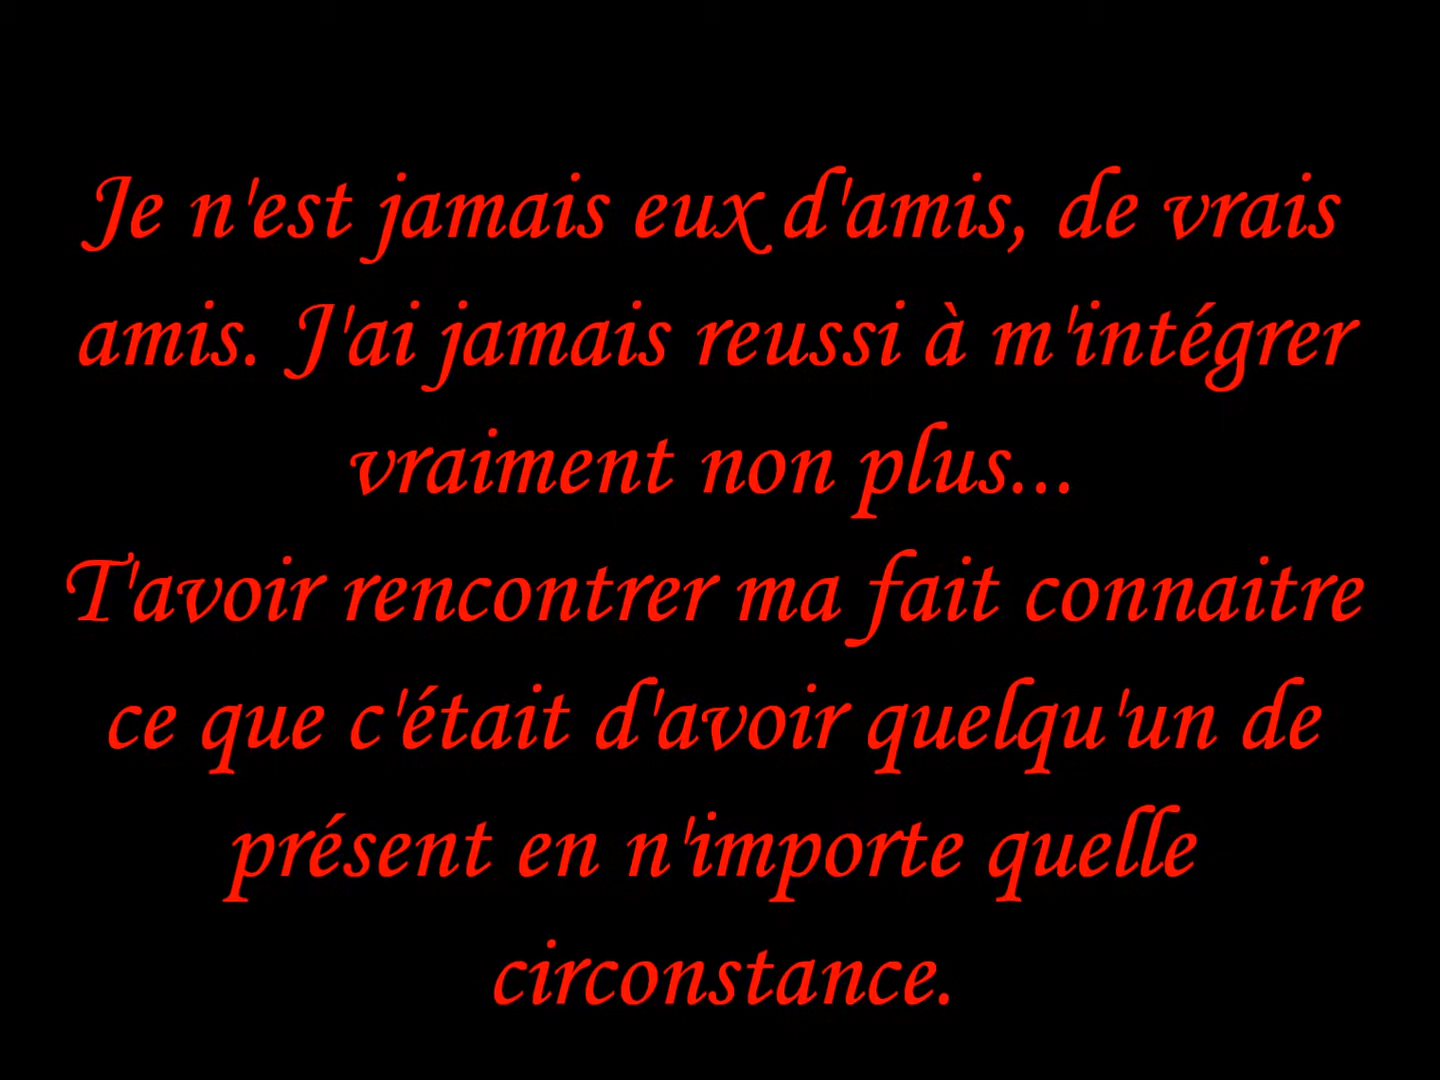 Je n'est jamais eux d'amis, de vrais
amis. J'ai jamais reussi à m'intégrer
vraiment non plus...
T'avoir rencontrer ma fait connaitre
ce que c'était d'avoir quelqu'un de
présent en n'importe quelle
circonstance.